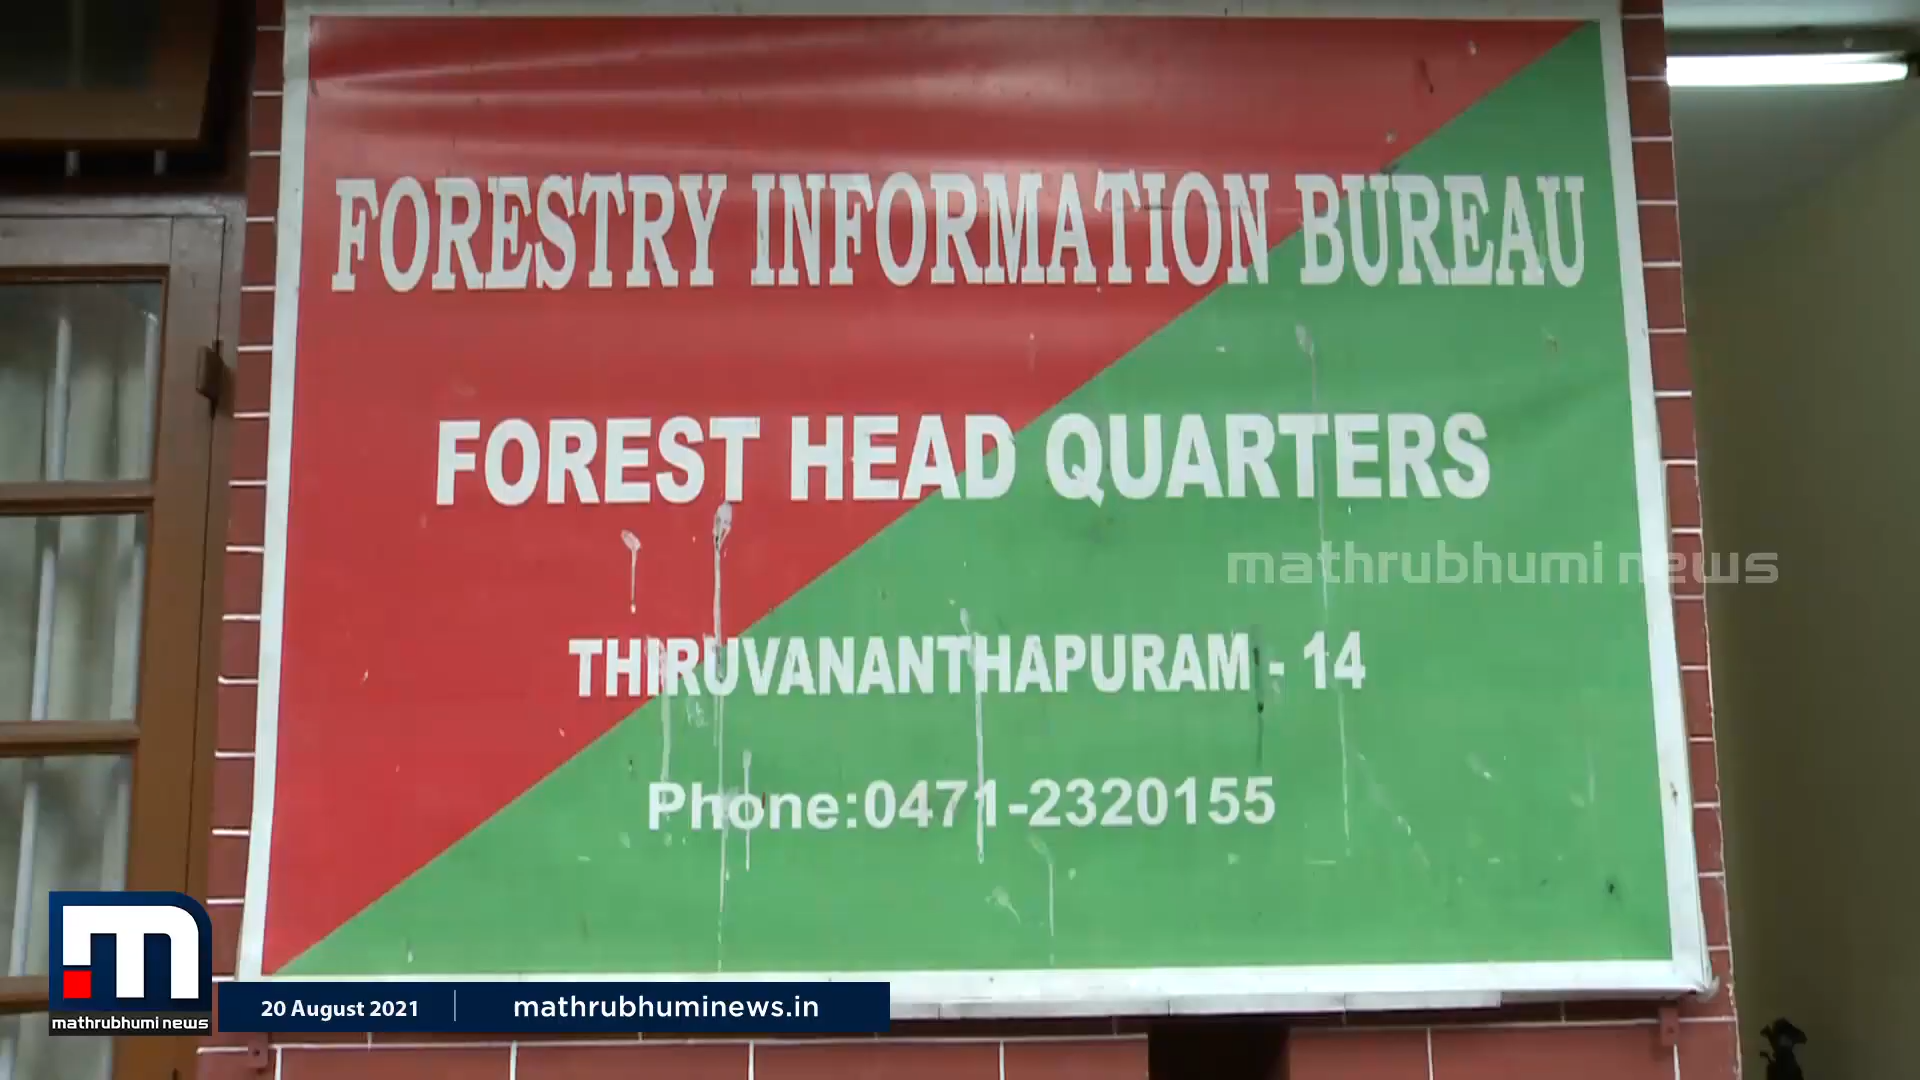 FORESTRY INFORMATION BUREAU
FOREST HEAD QUARTERS
mathrubhumi news
THIRUVANANTHAPURAM - 14
Phone:0471-2320155
mathrubhumi news
20 August 2021
mathrubhuminews.in